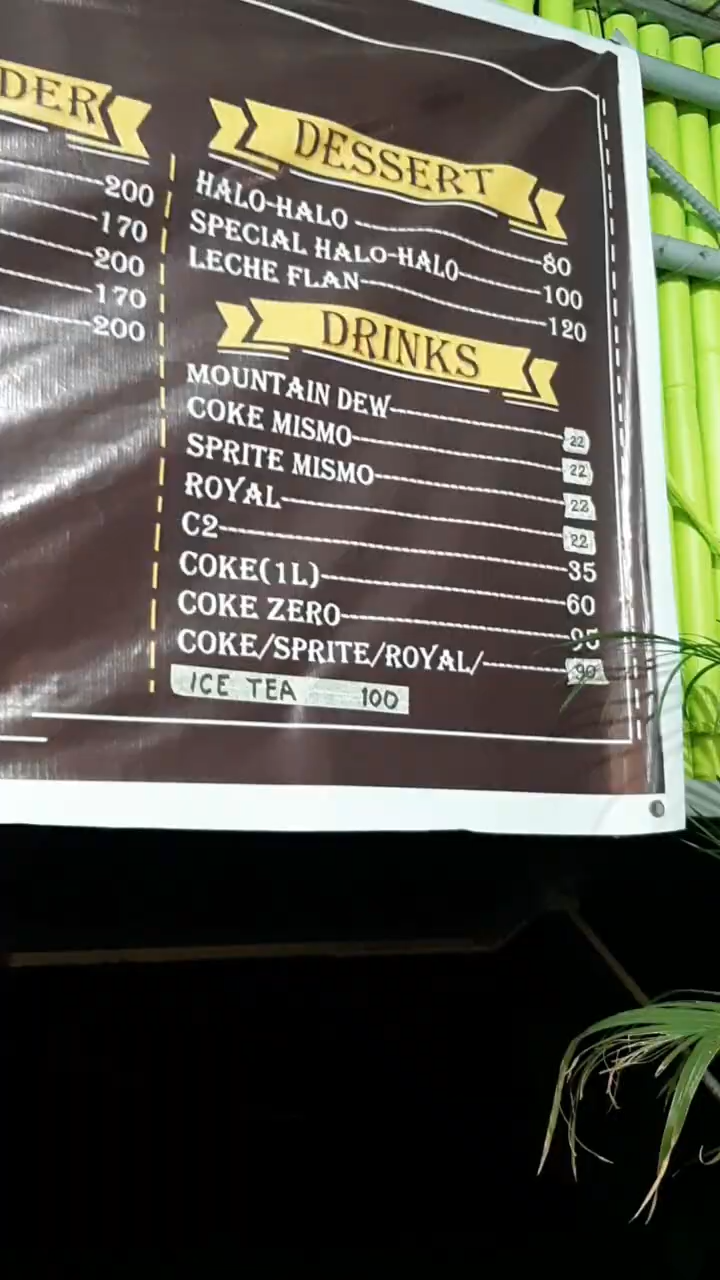 DER
200
170
200
170
200
DESSERT
HALO-HALO 80
SPECIAL HALO-HALO 100
LECHE FLAN 120
DRINKS
MOUNTAIN DEW 22
COKE MISMO 22
SPRITE MISMO 22
ROYAL 22
C2 35
COKE(1L) 60
COKE ZERO 95
COKE/SPRITE/ROYAL/ 90
ICE TEA 100